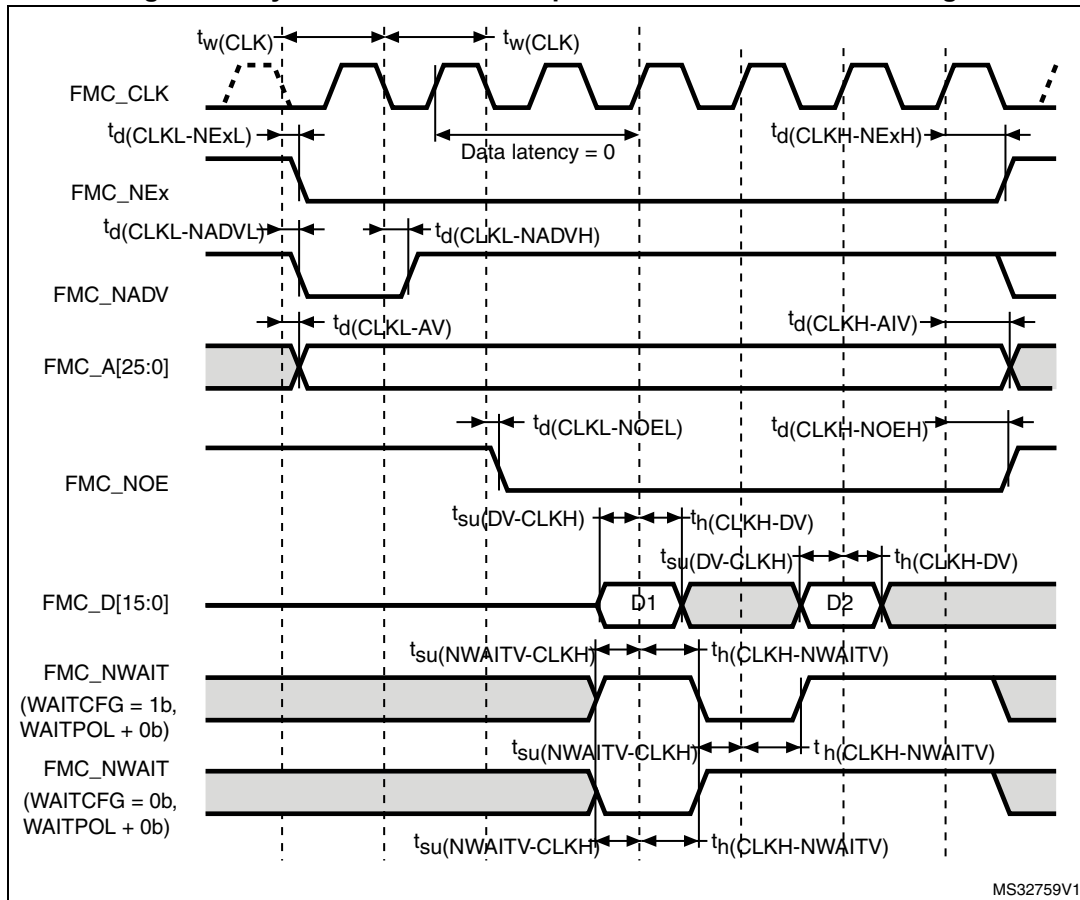 tw(CLK) tw(CLK)
FMC_CLK
td(CLKL-NExL) Data latency = 0 td(CLKH-NExH)
FMC_NEx
td(CLKL-NADVL) td(CLKL-NADVH)
FMC_NADV
td(CLKL-AV) td(CLKH-AIV)
FMC_A[25:0]
td(CLKL-NOEL) td(CLKH-NOEH)
FMC_NOE
tsu(DV-CLKH) th(CLKH-DV)
tsu(DV-CLKH) th(CLKH-DV)
FMC_D[15:0] D1 D2
tsu(NWAITV-CLKH) th(CLKH-NWAITV)
FMC_NWAIT
(WAITCFG = 1b,
WAITPOL + 0b)
tsu(NWAITV-CLKH) th(CLKH-NWAITV)
FMC_NWAIT
(WAITCFG = 0b,
WAITPOL + 0b)
tsu(NWAITV-CLKH) th(CLKH-NWAITV)
MS32759V1